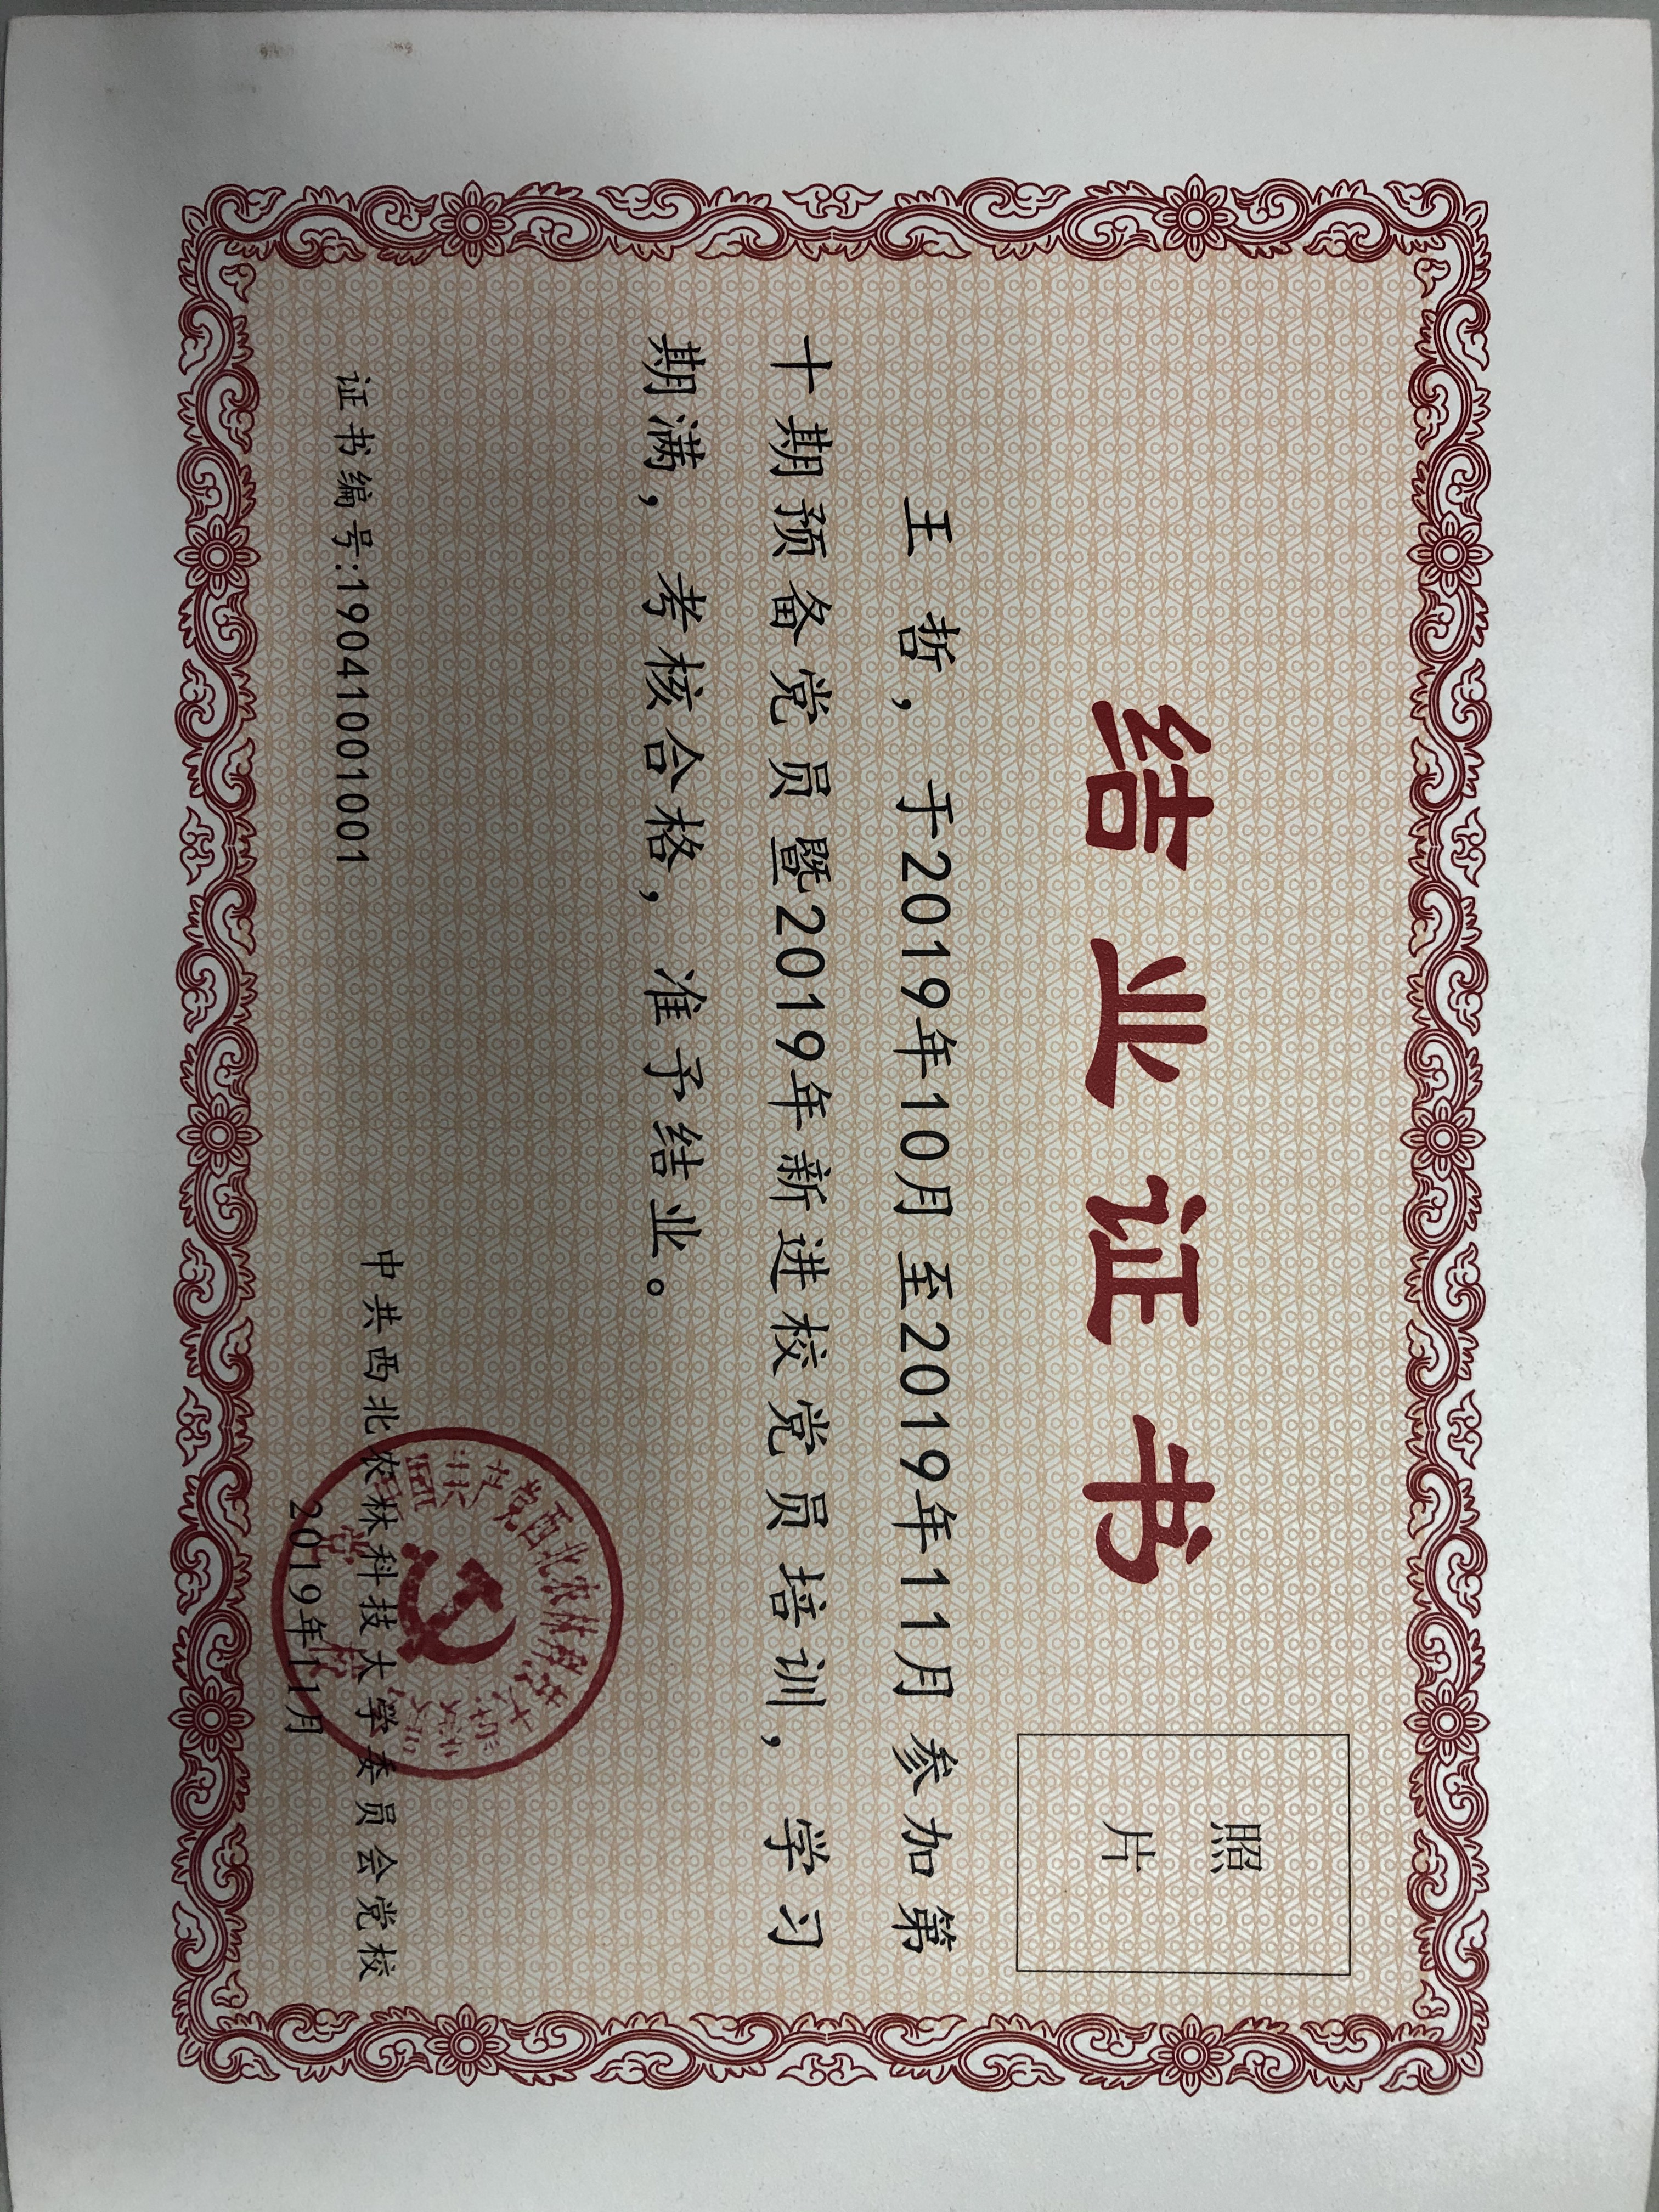 结业证书
照
片
王 哲，于2019年10月至2019年11月参加第
十期预备党员暨2019年新进校党员培训，学习
期满，考核合格，准予结业。
证书编号:19041001001
中共西北农林科技大学委员会党校
2019年11月